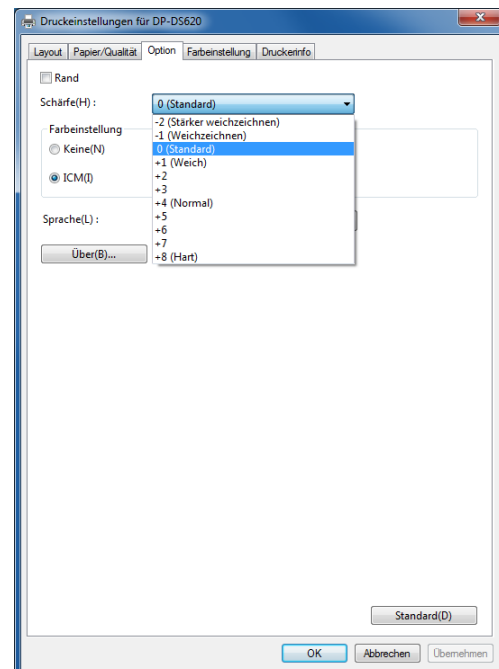 Druckeinstellungen für DP-DS620
Layout Papier/Qualität Option Farbeinstellung Druckerinfo
Rand
Schärfe(H) : 0 (Standard)
-2 (Stärker weichzeichnen)
-1 (Weichzeichnen)
0 (Standard)
+1 (Weich)
+2
+3
+4 (Normal)
+5
+6
+7
+8 (Hart)
Farbeinstellung
Keine(N)
ICM(I)
Sprache(L) :
Über(B)...
Standard(D)
OK Abbrechen Übernehmen